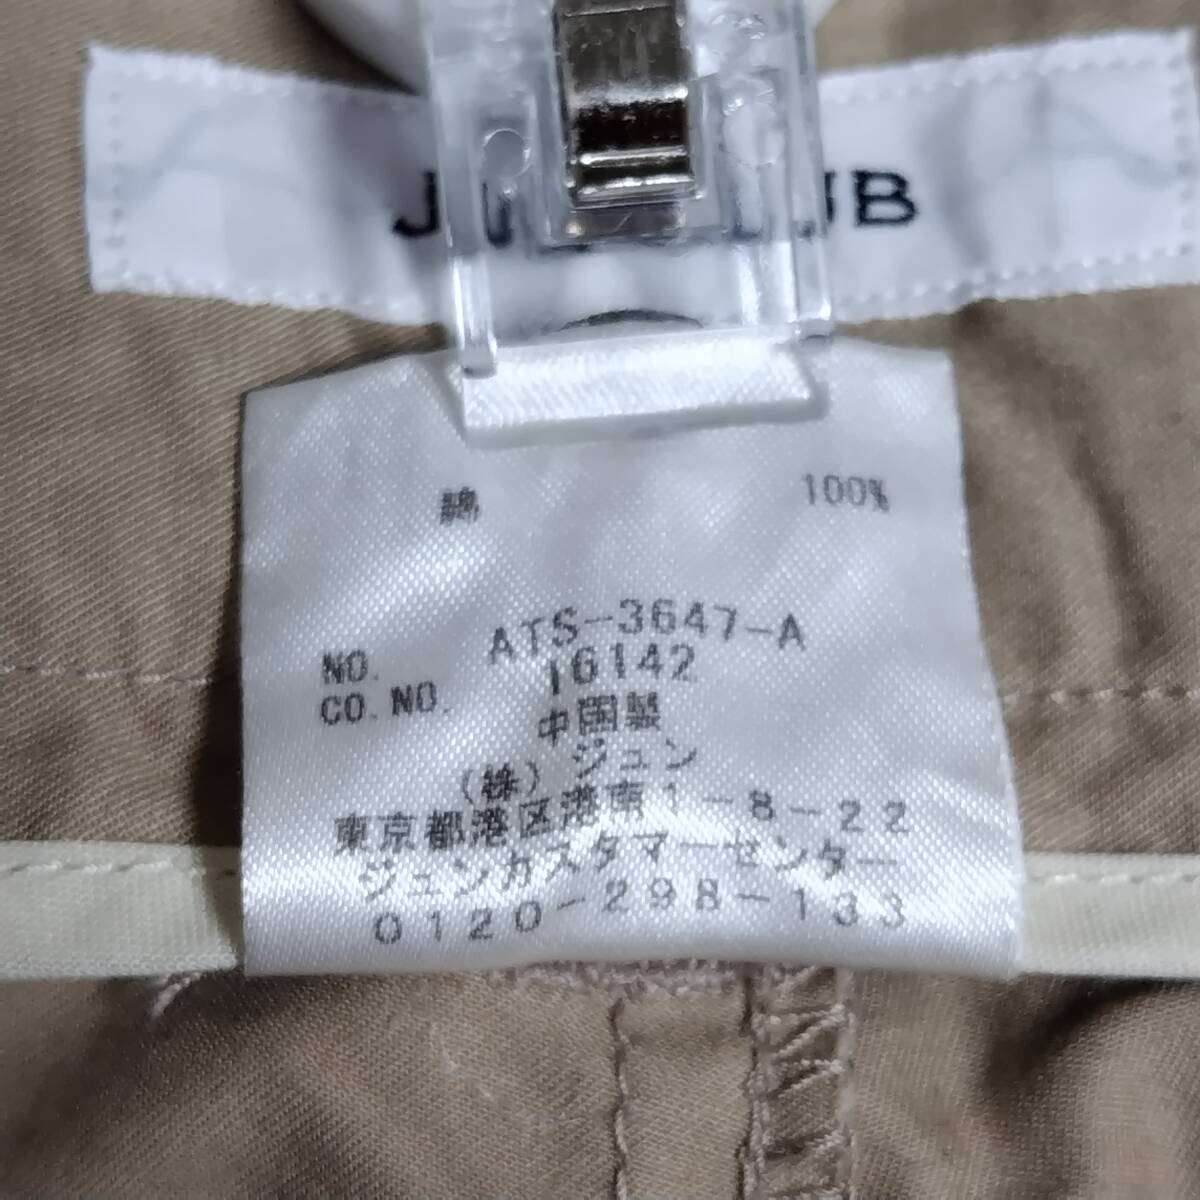 綿 100%
NO. ATS-3647-A
CO.NO. 16142
中国製
(株) ジュン
東京都港区港南1-8-22
ジュンカスタマーセンター
0120-298-133